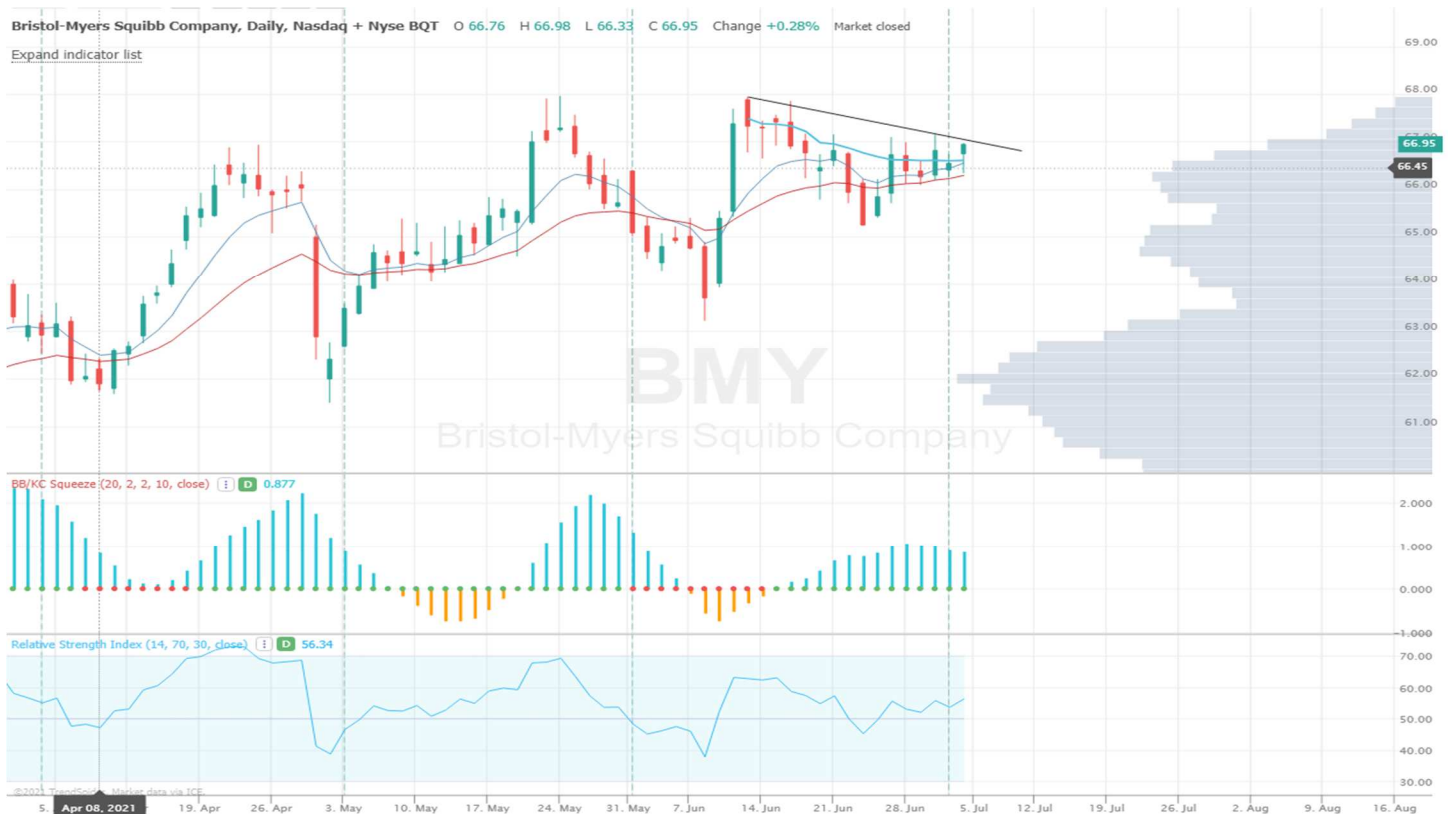 Bristol-Myers Squibb Company, Daily, Nasdaq + Nyse BQT O 66.76 H 66.98 L 66.33 C 66.95 Change +0.28% Market closed
Expand indicator list
69.00
68.00
67.00
66.95
66.45
66.00
65.00
64.00
63.00
62.00
61.00
BMY
Bristol-Myers Squibb Company
BB/KC Squeeze (20, 2, 2, 10, close) D 0.877
2.000
1.000
0.000
-1.000
Relative Strength Index (14, 70, 30, close) D 56.34
70.00
60.00
50.00
40.00
30.00
©2021 TrendSpider. Market data via ICE.
5. Apr 08, 2021 19. Apr 26. Apr 3. May 10. May 17. May 24. May 31. May 7. Jun 14. Jun 21. Jun 28. Jun 5. Jul 12. Jul 19. Jul 26. Jul 2. Aug 9. Aug 16. Aug